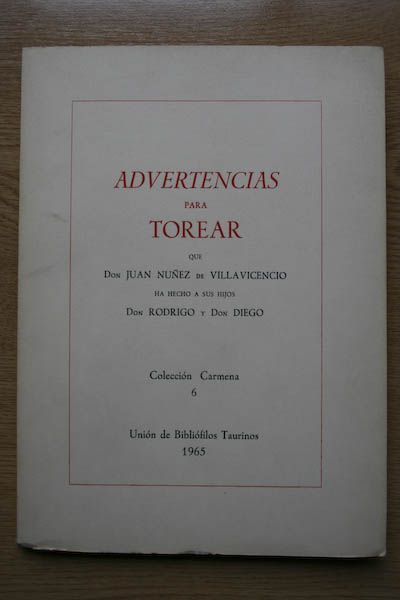 ADVERTENCIAS
PARA
TOREAR
QUE
DON JUAN NUÑEZ DE VILLAVICENCIO
HA HECHO A SUS HIJOS
DON RODRIGO Y DON DIEGO
Colección Carmena
6
Unión de Bibliófilos Taurinos
1965